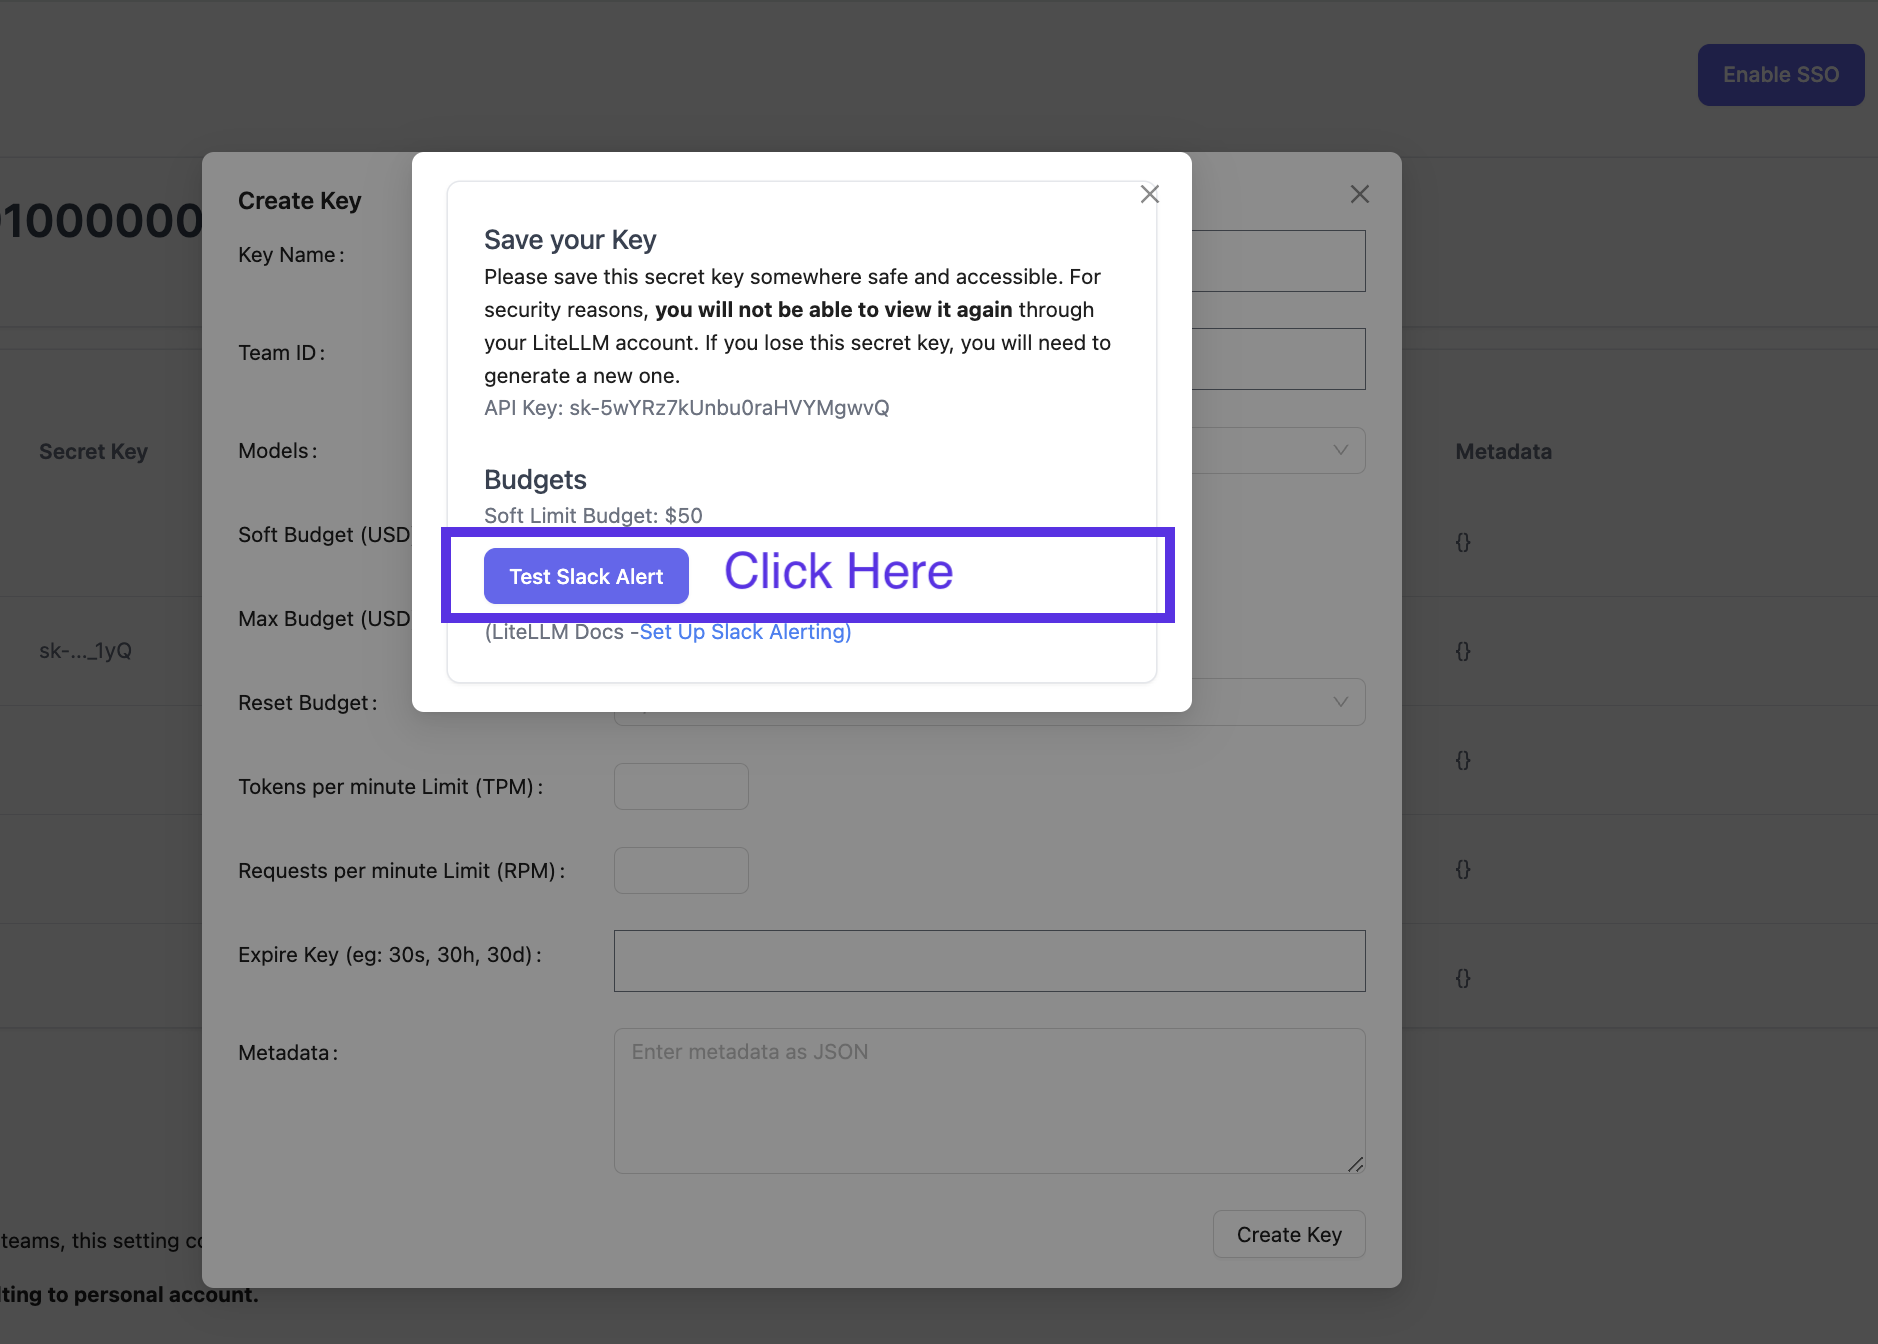 Enable SSO
01000000
Create Key
Key Name:
Team ID:
Models:
Soft Budget (USD
Max Budget (USD
Reset Budget:
Tokens per minute Limit (TPM):
Requests per minute Limit (RPM):
Expire Key (eg: 30s, 30h, 30d):
Metadata:
Enter metadata as JSON
Create Key
Save your Key
Please save this secret key somewhere safe and accessible. For
security reasons, you will not be able to view it again through
your LiteLLM account. If you lose this secret key, you will need to
generate a new one.
API Key: sk-5wYRz7kUnbu0raHVYMgwvQ
Budgets
Soft Limit Budget: $50
Test Slack Alert
Click Here
(LiteLLM Docs -Set Up Slack Alerting)
Secret Key
sk-..._1yQ
Metadata
{}
{}
{}
{}
{}
teams, this setting co
lting to personal account.